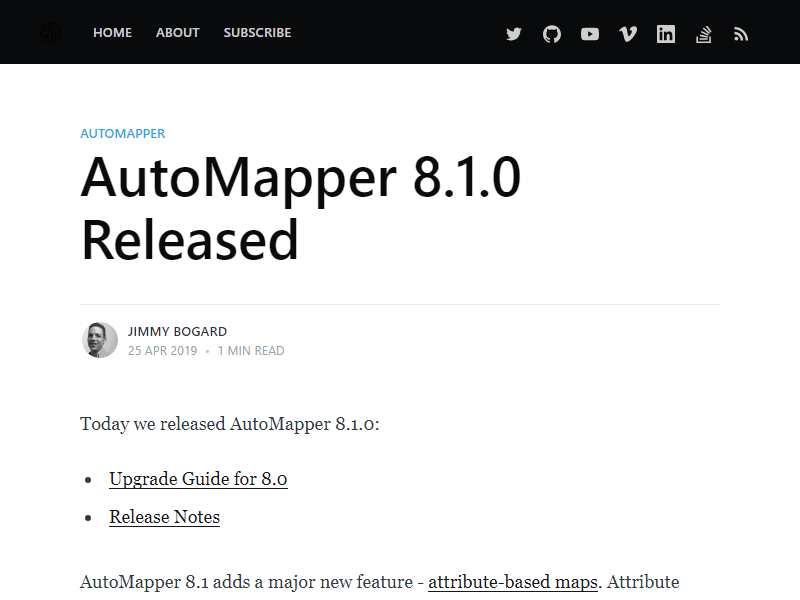 HOME ABOUT SUBSCRIBE
AUTOMAPPER
AutoMapper 8.1.0
Released
JIMMY BOGARD
25 APR 2019 • 1 MIN READ
Today we released AutoMapper 8.1.0:
• Upgrade Guide for 8.0
• Release Notes
AutoMapper 8.1 adds a major new feature - attribute-based maps. Attribute